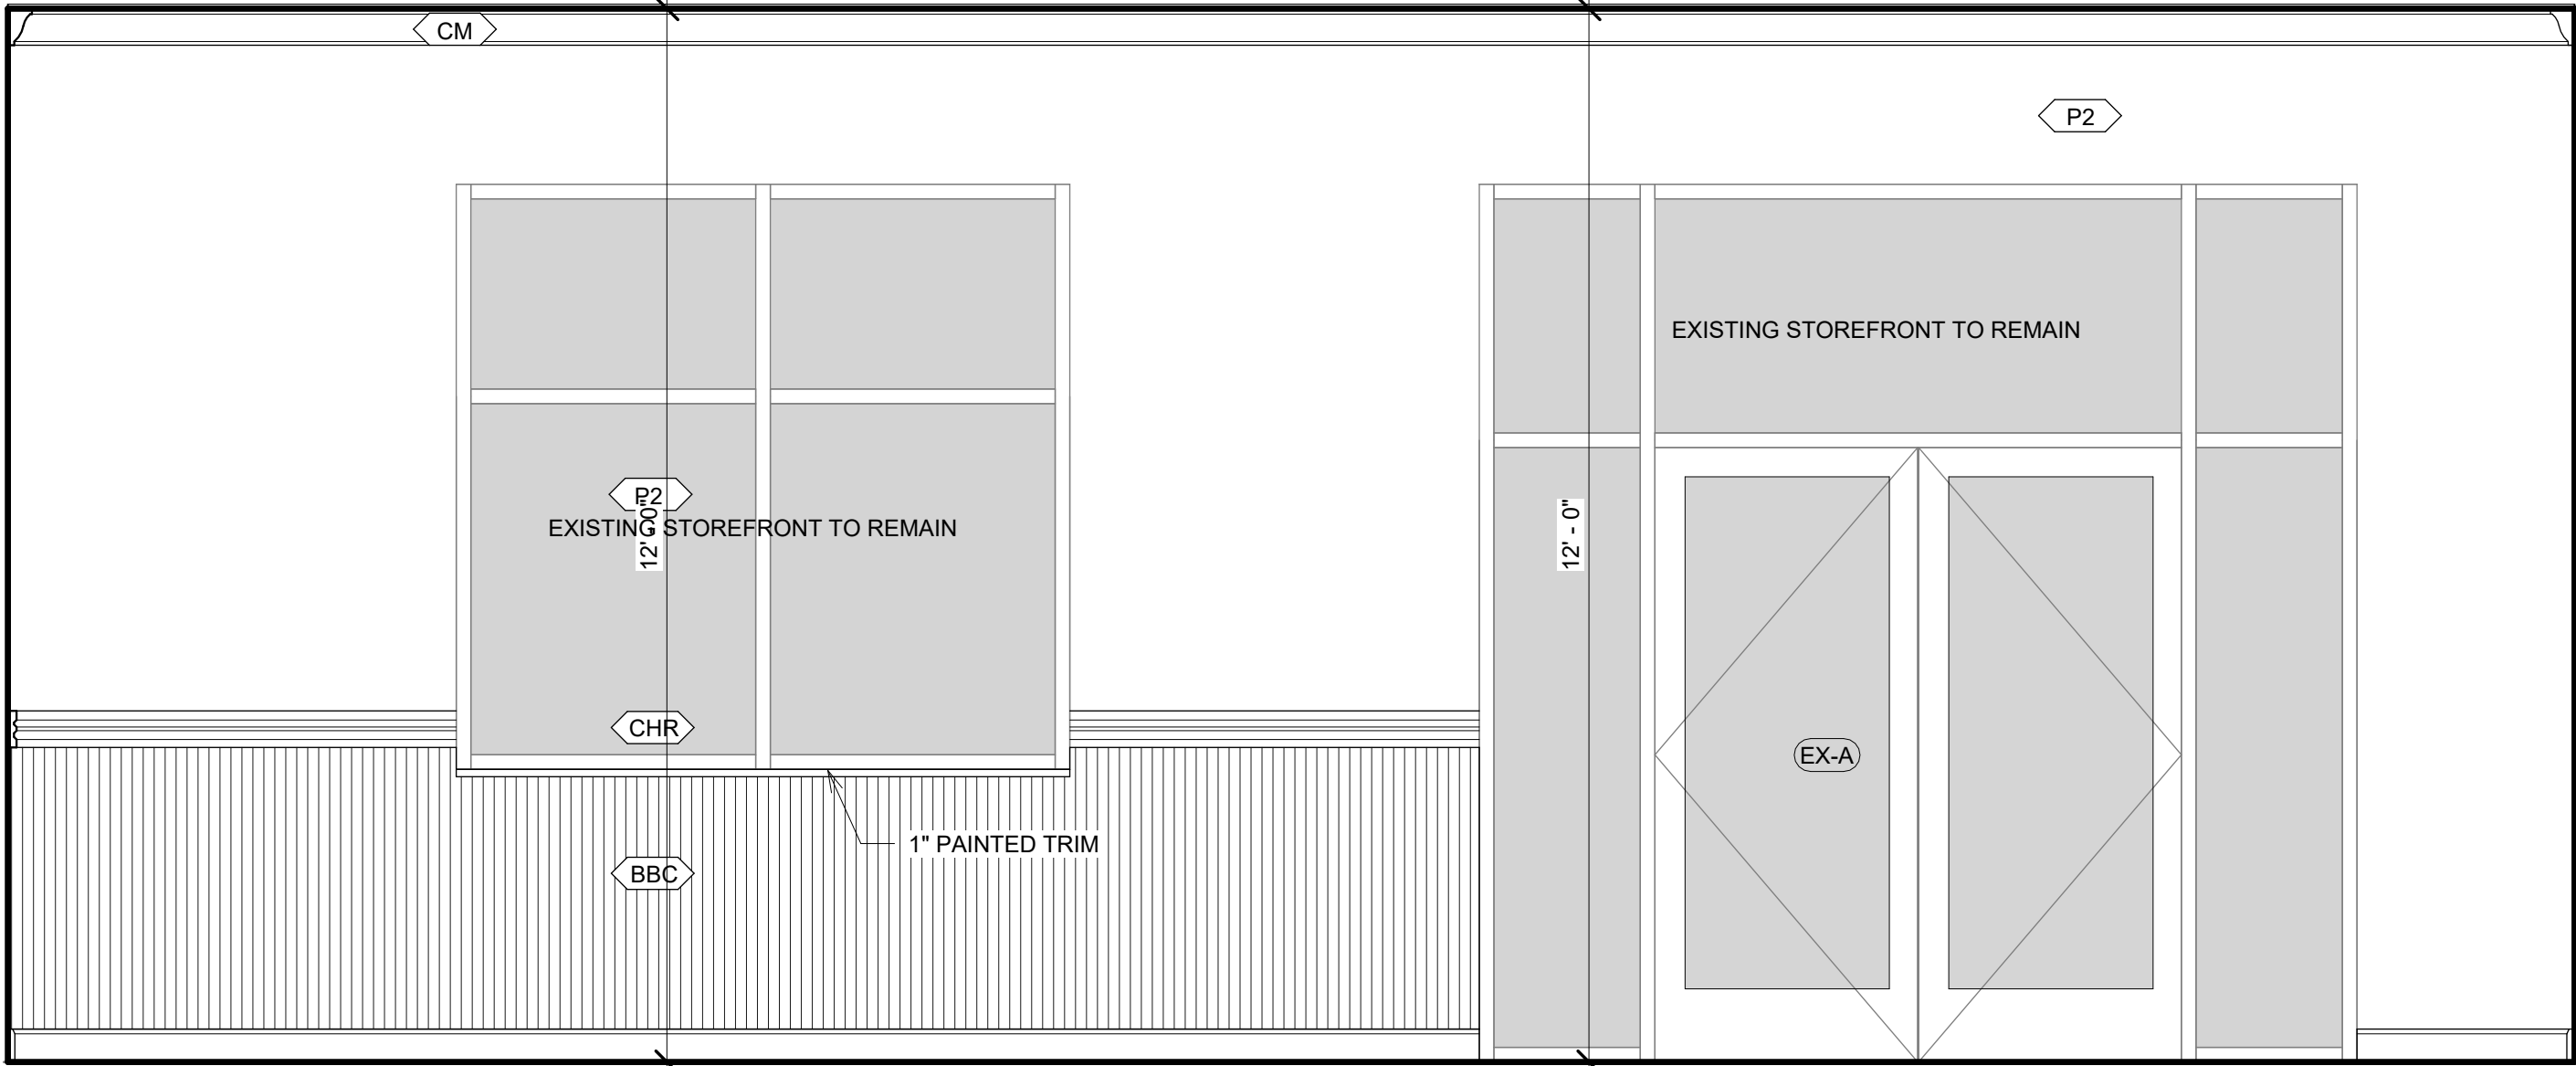 CM
P2
EXISTING STOREFRONT TO REMAIN
P2
12' - 0"
EXISTING STOREFRONT TO REMAIN
12' - 0"
CHR
EX-A
1" PAINTED TRIM
BBC